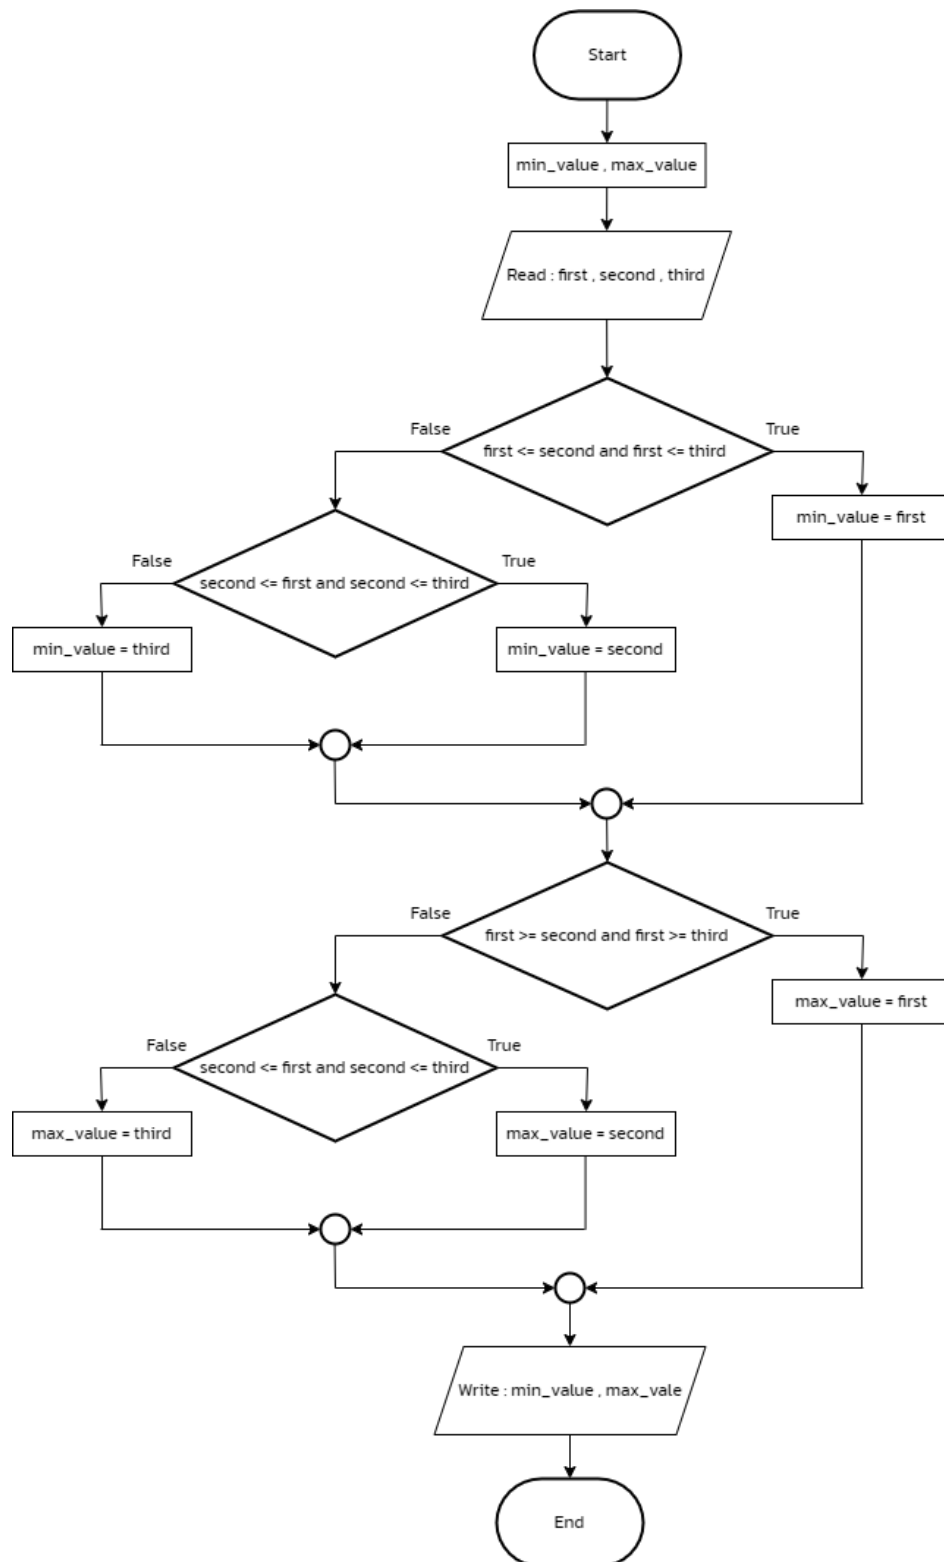 Start
min_value , max_value
Read : first , second , third
False
True
first <= second and first <= third
min_value = first
False
True
second <= first and second <= third
min_value = third
min_value = second
False
True
first >= second and first >= third
max_value = first
False
True
second <= first and second <= third
max_value = third
max_value = second
Write : min_value , max_vale
End